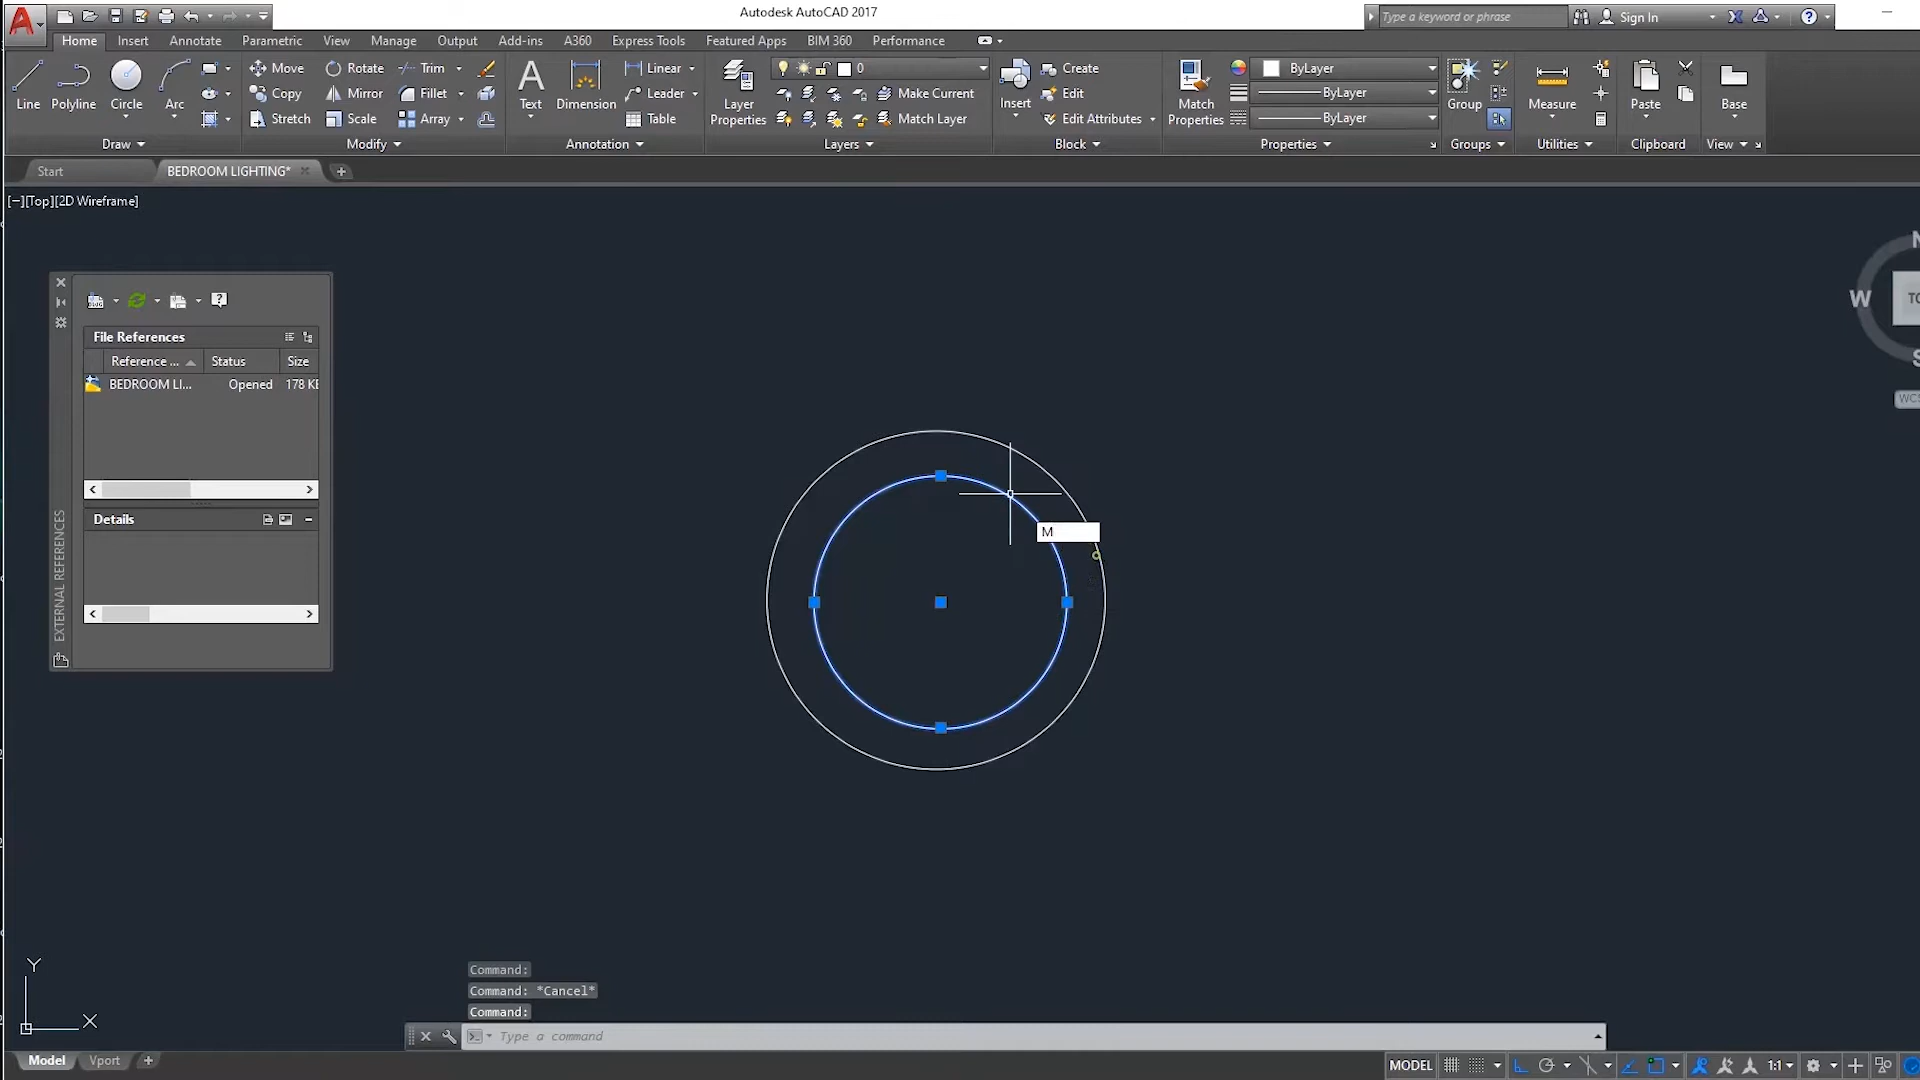 Autodesk AutoCAD 2017
Type a keyword or phrase
Sign In
Home Insert Annotate Parametric View Manage Output Add-ins A360 Express Tools Featured Apps BIM 360 Performance
Line Polyline Circle Arc
Move Rotate Trim
Copy Mirror Fillet
Stretch Scale Array
Text Dimension
Linear
Leader
Table
Layer Properties
0
Make Current
Match Layer
Insert
Create
Edit
Edit Attributes
Match Properties
ByLayer
ByLayer
ByLayer
Group
Measure
Paste
Base
Draw Modify Annotation Layers Block Properties Groups Utilities Clipboard View
Start BEDROOM LIGHTING*
[−][Top][2D Wireframe]
N
W
TO
S
WCS
File References
Reference ... Status Size
BEDROOM LI... Opened 178 KB
Details
EXTERNAL REFERENCES
M
Y
X
Command:
Command: *Cancel*
Command:
Type a command
Model Vport
MODEL 1:1